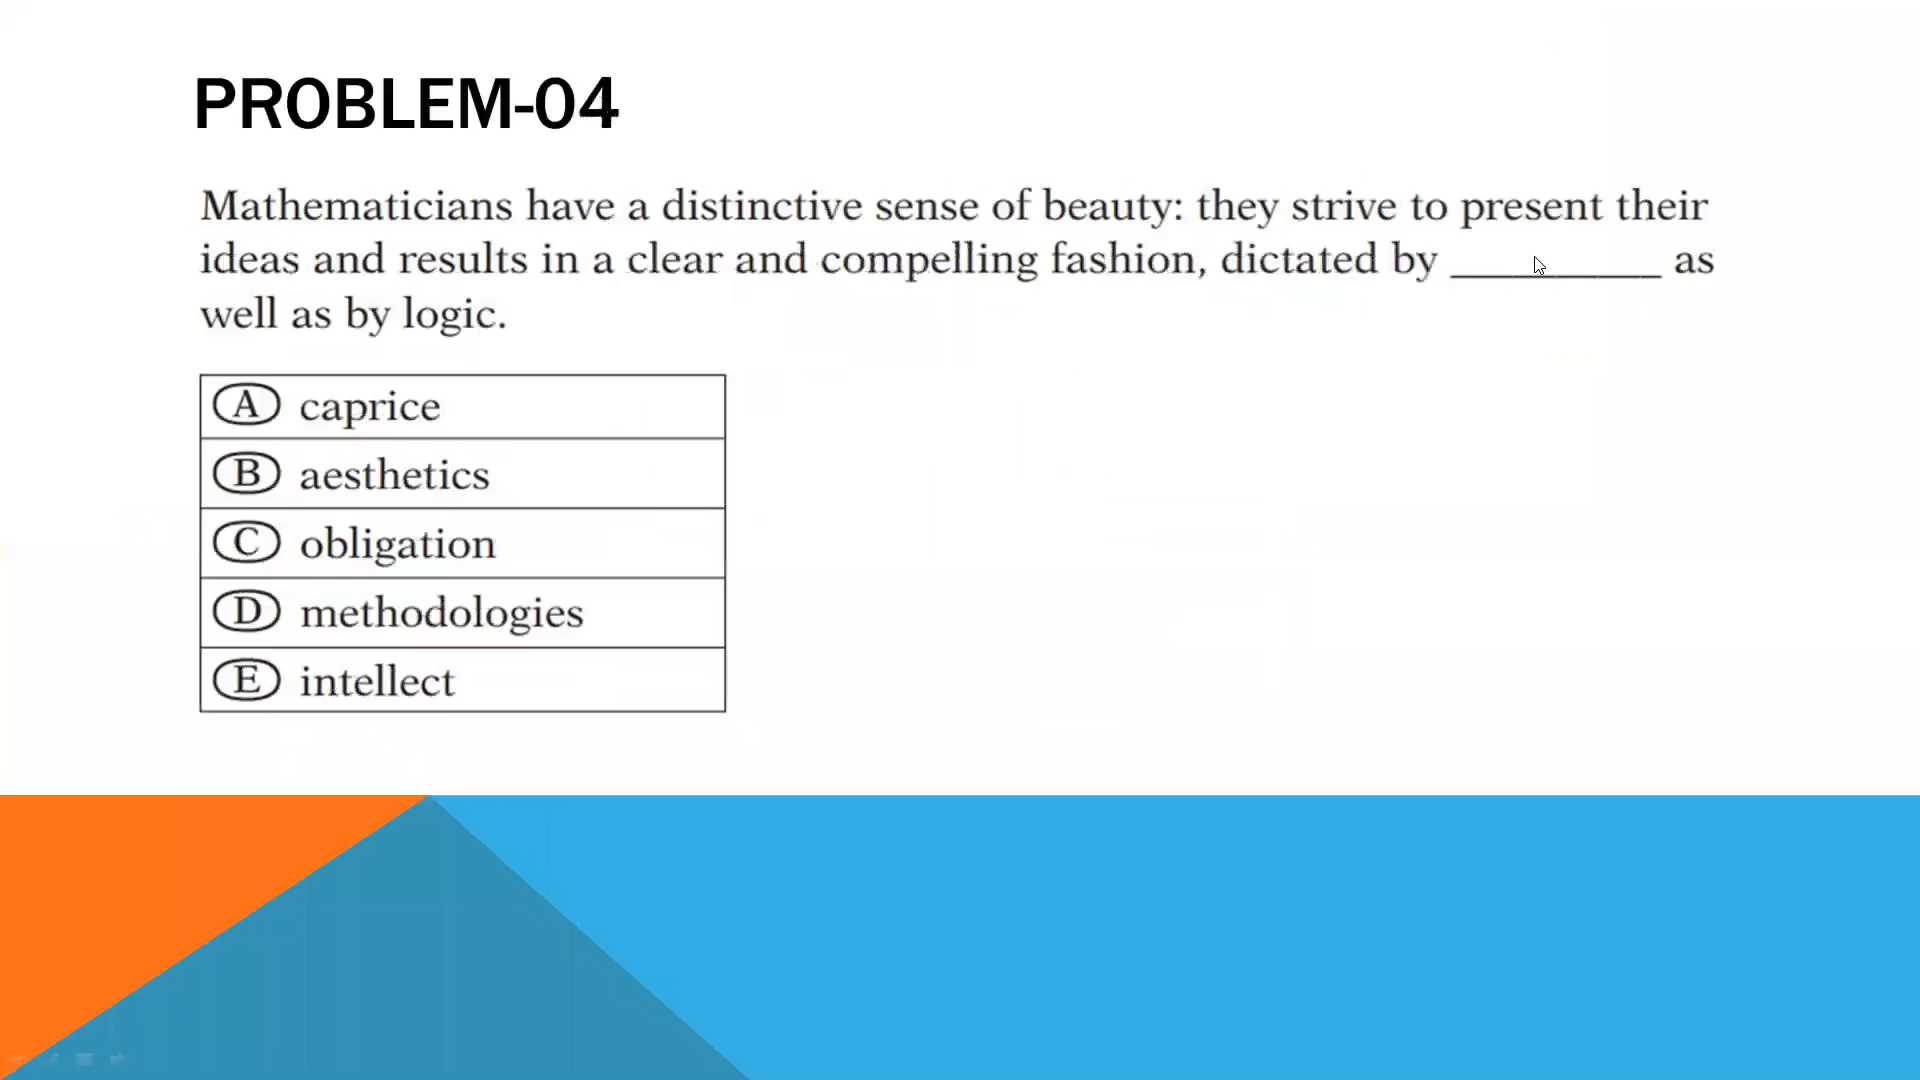 PROBLEM-04
Mathematicians have a distinctive sense of beauty: they strive to present their
ideas and results in a clear and compelling fashion, dictated by __________ as
well as by logic.
A caprice
B aesthetics
C obligation
D methodologies
E intellect